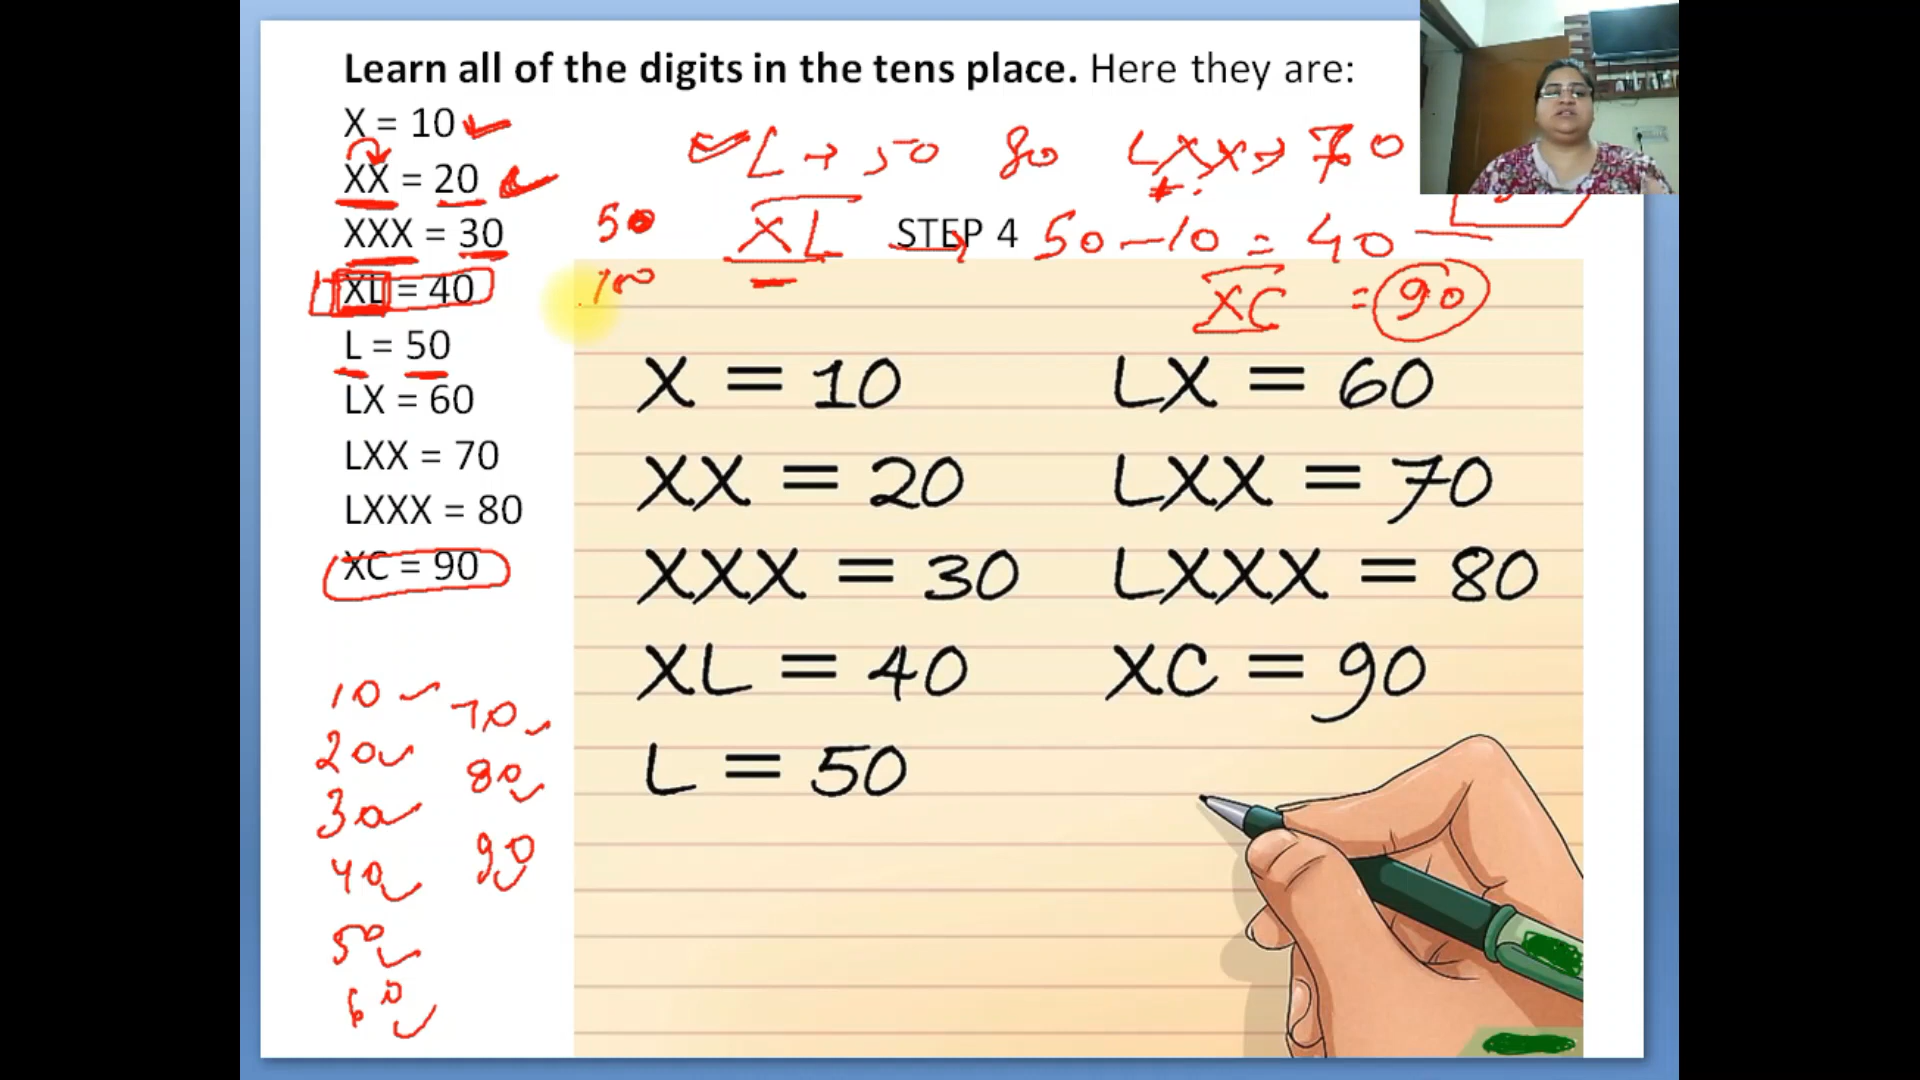 Learn all of the digits in the tens place. Here they are:
X = 10
XX = 20
XXX = 30
XL = 40
L = 50
LX = 60
LXX = 70
LXXX = 80
XC = 90
L → 50 80 LXX → 70
50 XL STEP 4 50 - 10 = 40
100 XC = 90
X = 10
XX = 20
XXX = 30
XL = 40
L = 50
LX = 60
LXX = 70
LXXX = 80
XC = 90
10 70
20 80
30 90
40
50
60